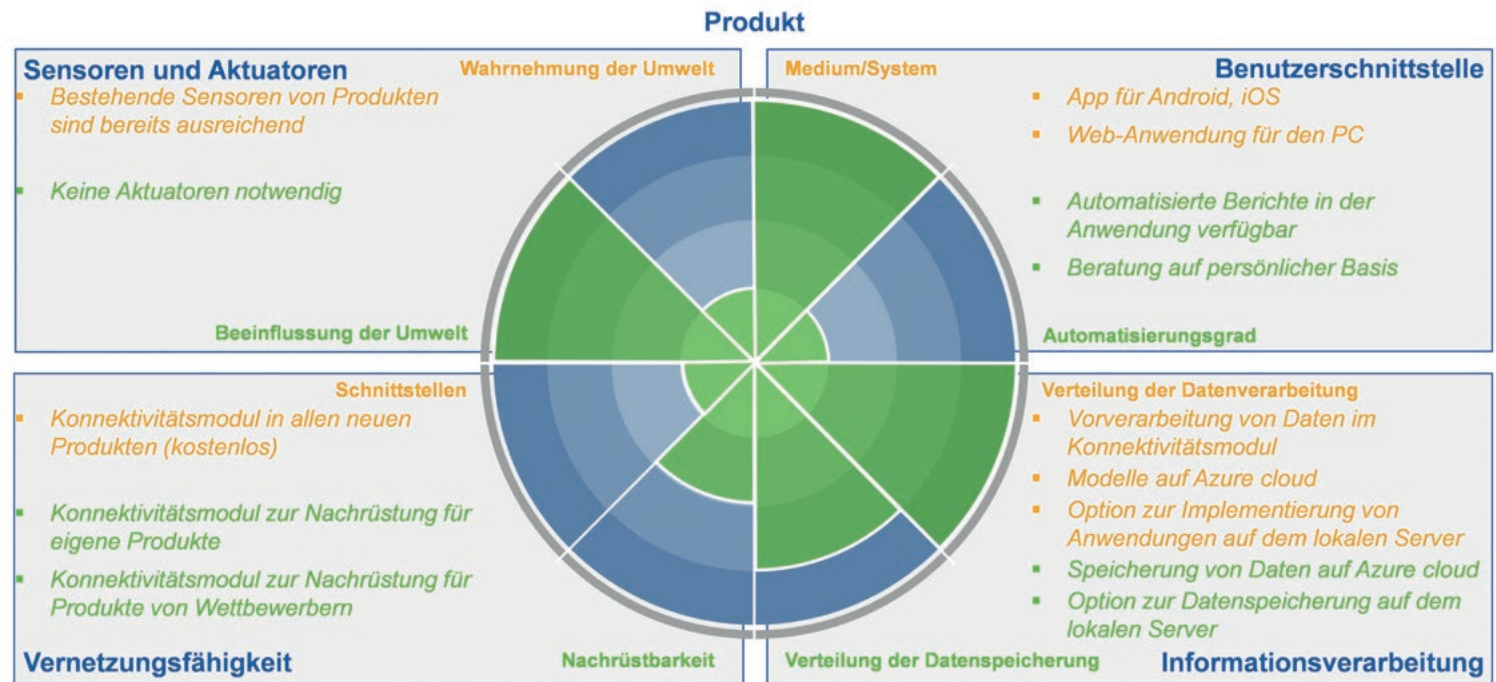 Produkt
Sensoren und Aktuatoren
Wahrnehmung der Umwelt
Bestehende Sensoren von Produkten
sind bereits ausreichend
Keine Aktuatoren notwendig
Beeinflussung der Umwelt
Medium/System
Benutzerschnittstelle
App für Android, iOS
Web-Anwendung für den PC
Automatisierte Berichte in der
Anwendung verfügbar
Beratung auf persönlicher Basis
Automatisierungsgrad
Schnittstellen
Konnektivitätsmodul in allen neuen
Produkten (kostenlos)
Konnektivitätsmodul zur Nachrüstung für
eigene Produkte
Konnektivitätsmodul zur Nachrüstung für
Produkte von Wettbewerbern
Vernetzungsfähigkeit
Nachrüstbarkeit
Verteilung der Datenverarbeitung
Vorverarbeitung von Daten im
Konnektivitätsmodul
Modelle auf Azure cloud
Option zur Implementierung von
Anwendungen auf dem lokalen Server
Speicherung von Daten auf Azure cloud
Option zur Datenspeicherung auf dem
lokalen Server
Verteilung der Datenspeicherung
Informationsverarbeitung